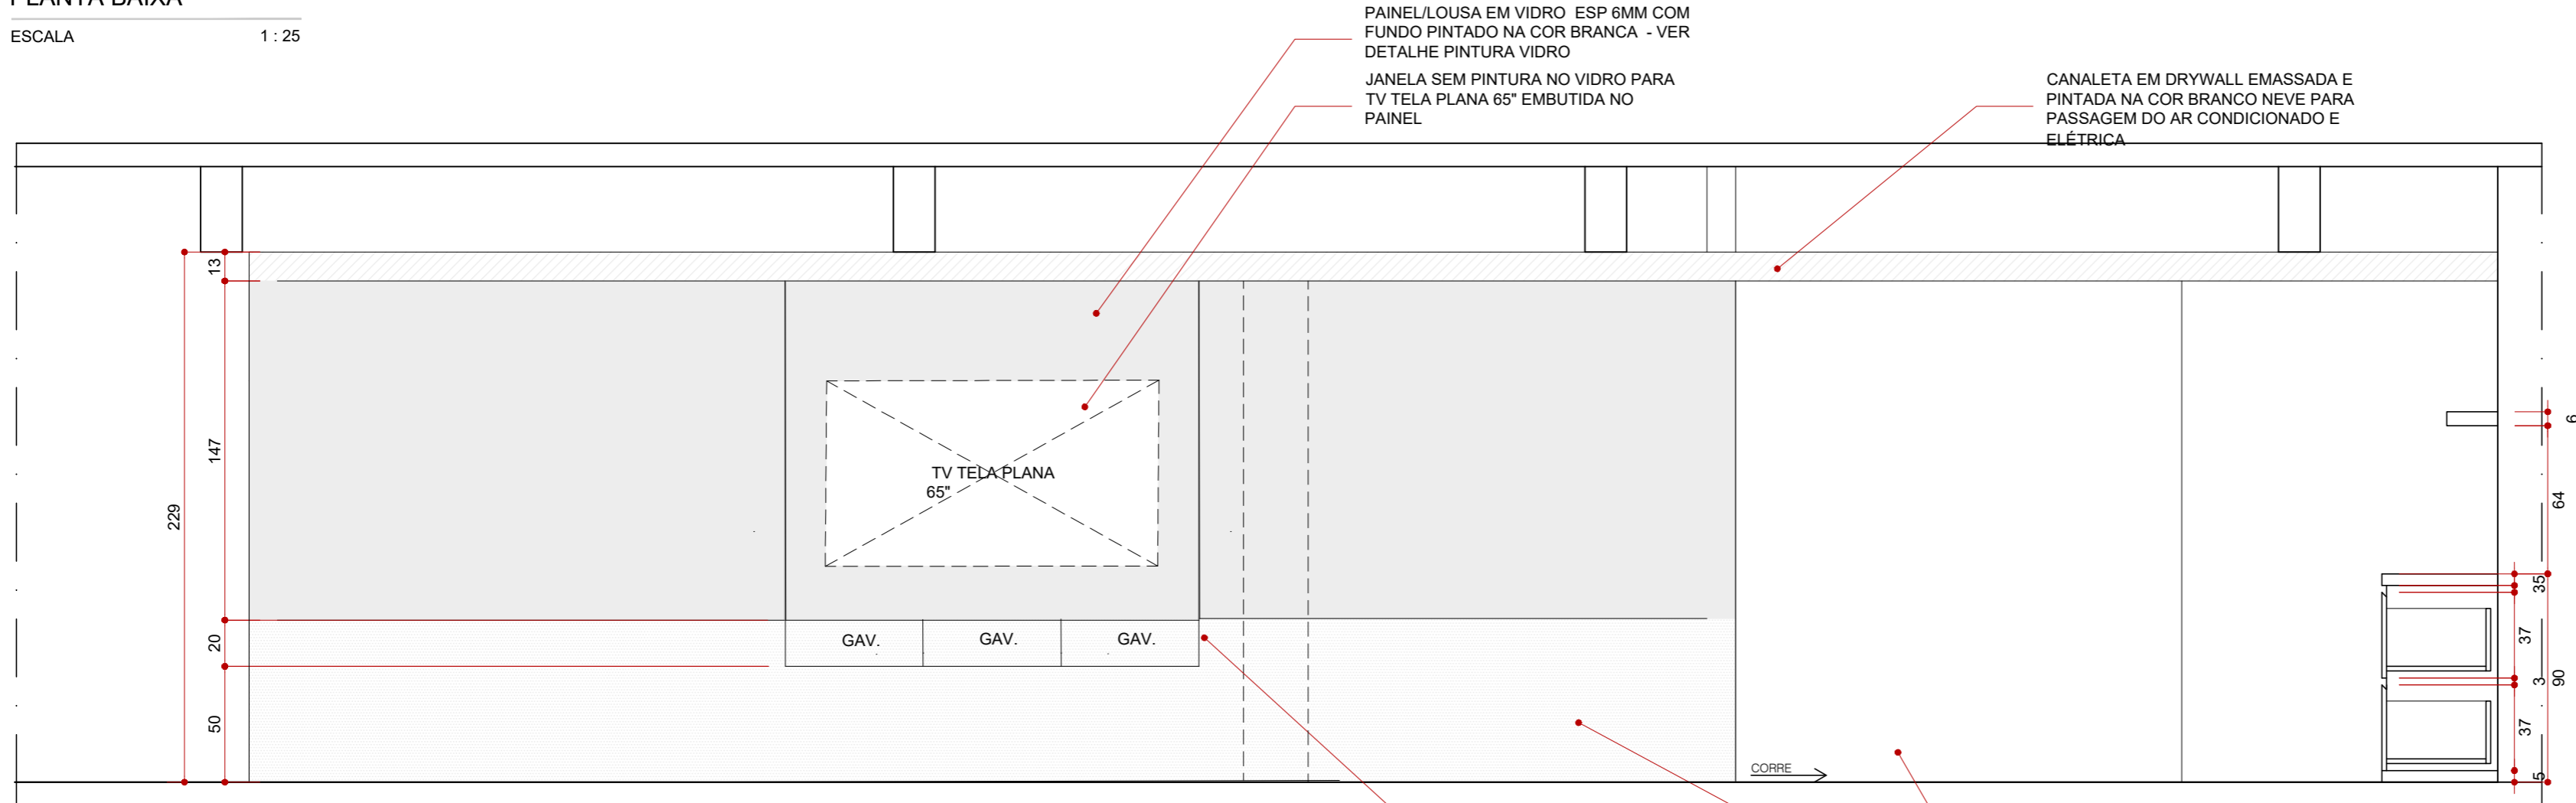 PLANTA BAIXA
ESCALA 1 : 25
PAINEL/LOUSA EM VIDRO ESP 6MM COM
FUNDO PINTADO NA COR BRANCA - VER
DETALHE PINTURA VIDRO
JANELA SEM PINTURA NO VIDRO PARA
TV TELA PLANA 65" EMBUTIDA NO
PAINEL
CANALETA EM DRYWALL EMASSADA E
PINTADA NA COR BRANCO NEVE PARA
PASSAGEM DO AR CONDICIONADO E
ELÉTRICA
13
147
229
20
50
TV TELA PLANA
65"
GAV. GAV. GAV.
CORRE
6
64
35
37
3
90
37
5